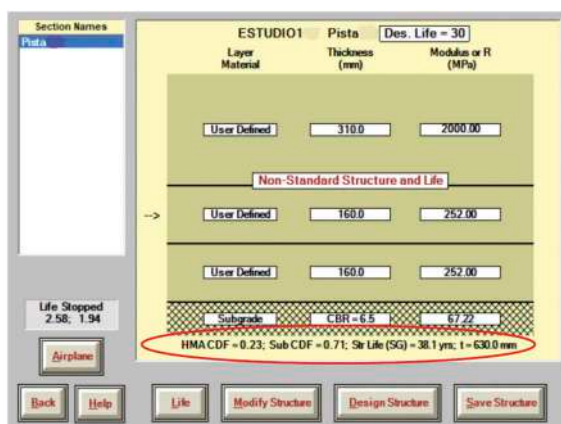 Section Names
Pista
ESTUDIO1 Pista Des. Life = 30
Layer Material Thickness (mm) Modulus or R (MPa)
User Defined 310.0 2000.00
Non-Standard Structure and Life
--> User Defined 160.0 252.00
User Defined 160.0 252.00
Subgrade CBR = 6.5 67.22
HMA CDF = 0.23; Sub CDF = 0.71; Str Life (SG) = 38.1 yrs; t = 630.0 mm
Life Stopped
2.58; 1.94
Airplane
Back Help Life Modify Structure Design Structure Save Structure